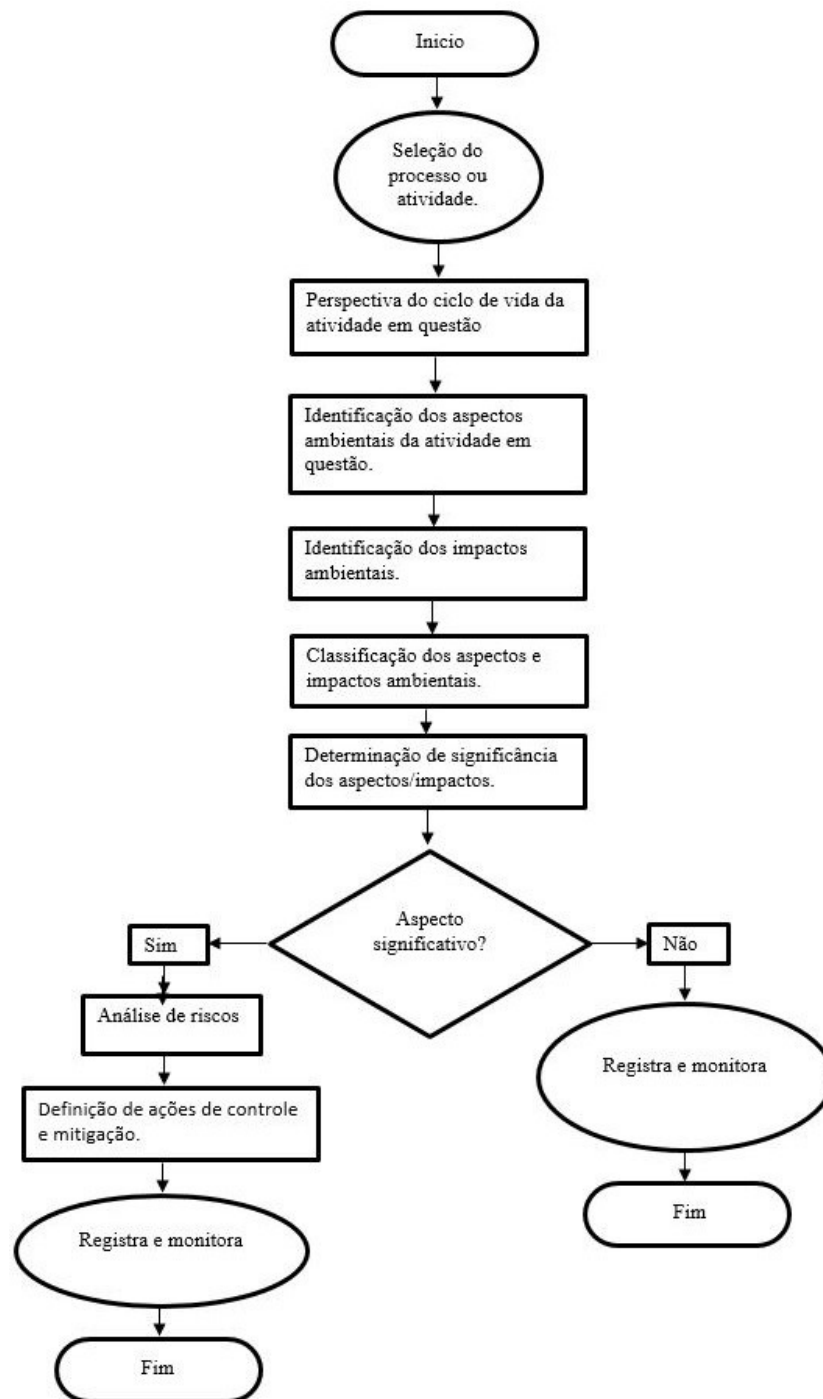 Inicio
Seleção do
processo ou
atividade.
Perspectiva do ciclo de vida da
atividade em questão
Identificação dos aspectos
ambientais da atividade em
questão.
Identificação dos impactos
ambientais.
Classificação dos aspectos e
impactos ambientais.
Determinação de significância
dos aspectos/impactos.
Aspecto
significativo?
Sim
Não
Análise de riscos
Definição de ações de controle
e mitigação.
Registra e monitora
Fim
Registra e monitora
Fim